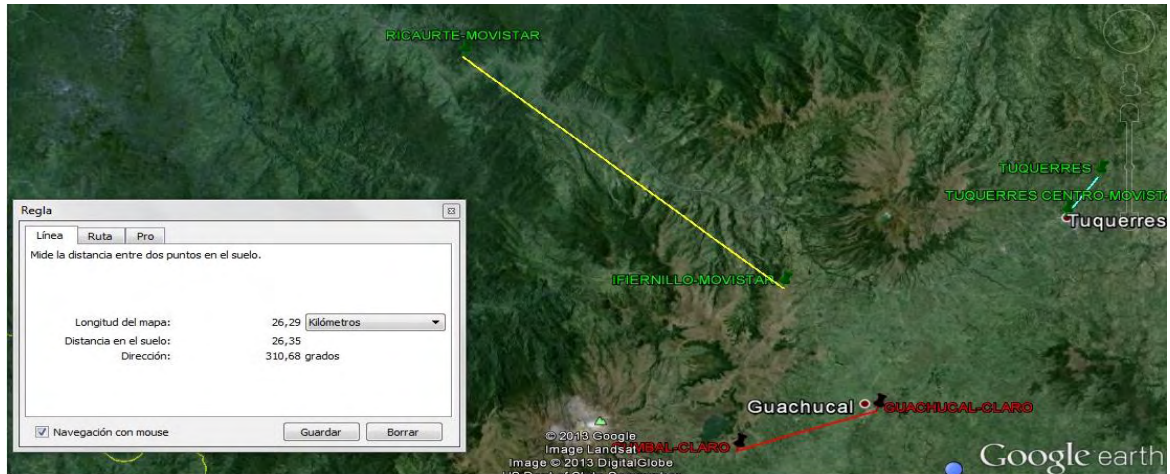 RICAURTE-MOVISTAR
TUQUERRES
TUQUERRES CENTRO-MOVISTA
Tuquerres
IFIERNILLO-MOVISTAR
Regla
Línea Ruta Pro
Mide la distancia entre dos puntos en el suelo.
Longitud del mapa: 26,29 Kilómetros
Distancia en el suelo: 26,35
Dirección: 310,68 grados
Navegación con mouse Guardar Borrar
Guachucal GUACHUCAL-CLARO
© 2013 Google
Image Landsat
Image © 2013 DigitalGlobe
Google earth